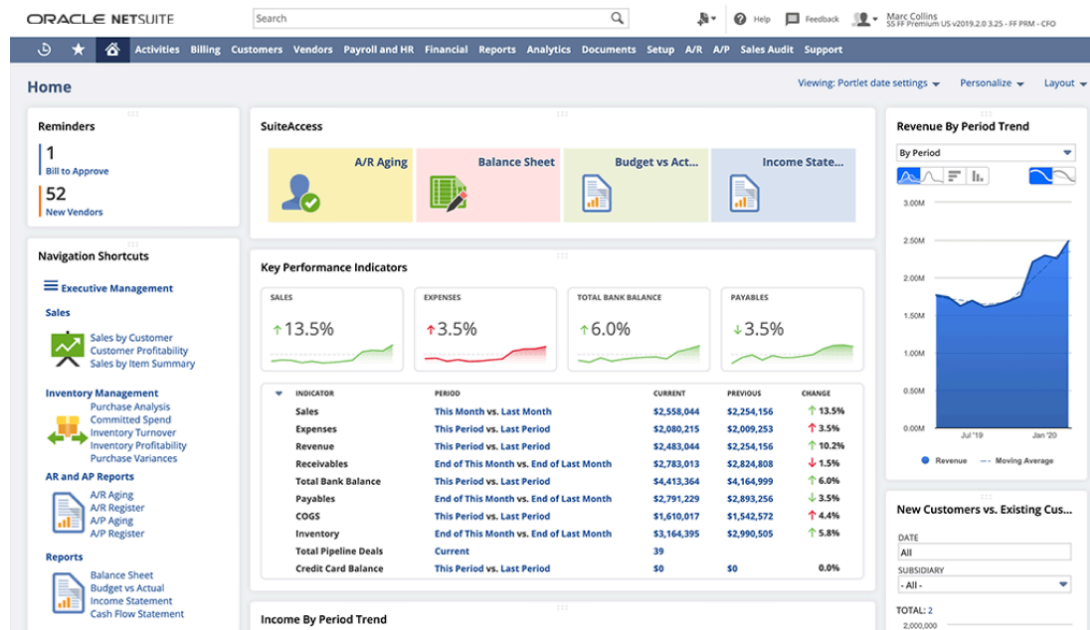 ORACLE NETSUITE
Search
Help
Feedback
Marc Collins
SS FF Premium US v2019.2.0 3.25 - FF PRM - CFO
Activities Billing Customers Vendors Payroll and HR Financial Reports Analytics Documents Setup A/R A/P Sales Audit Support
Home
Viewing: Portlet date settings Personalize Layout
Reminders
1
Bill to Approve
52
New Vendors
Navigation Shortcuts
Executive Management
Sales
Sales by Customer
Customer Profitability
Sales by Item Summary
Inventory Management
Purchase Analysis
Committed Spend
Inventory Turnover
Inventory Profitability
Purchase Variances
AR and AP Reports
A/R Aging
A/R Register
A/P Aging
A/P Register
Reports
Balance Sheet
Budget vs Actual
Income Statement
Cash Flow Statement
SuiteAccess
A/R Aging
Balance Sheet
Budget vs Act...
Income State...
Key Performance Indicators
SALES
13.5%
EXPENSES
3.5%
TOTAL BANK BALANCE
6.0%
PAYABLES
3.5%
INDICATOR PERIOD CURRENT PREVIOUS CHANGE
Sales This Month vs. Last Month $2,558,044 $2,254,156 13.5%
Expenses This Period vs. Last Period $2,080,215 $2,009,253 3.5%
Revenue This Period vs. Last Period $2,483,044 $2,254,156 10.2%
Receivables End of This Month vs. End of Last Month $2,783,013 $2,824,808 1.5%
Total Bank Balance This Period vs. Last Period $4,413,364 $4,164,999 6.0%
Payables End of This Month vs. End of Last Month $2,791,229 $2,893,256 3.5%
COGS This Period vs. Last Period $1,610,017 $1,542,572 4.4%
Inventory End of This Month vs. End of Last Month $3,164,395 $2,990,505 5.8%
Total Pipeline Deals Current 39
Credit Card Balance This Period vs. Last Period $0 $0 0.0%
Income By Period Trend
Revenue By Period Trend
By Period
3.00M
2.50M
2.00M
1.50M
1.00M
0.50M
0.00M
Jul '19 Jan '20
Revenue Moving Average
New Customers vs. Existing Cus...
DATE
All
SUBSIDIARY
- All -
TOTAL: 2
2,000,000